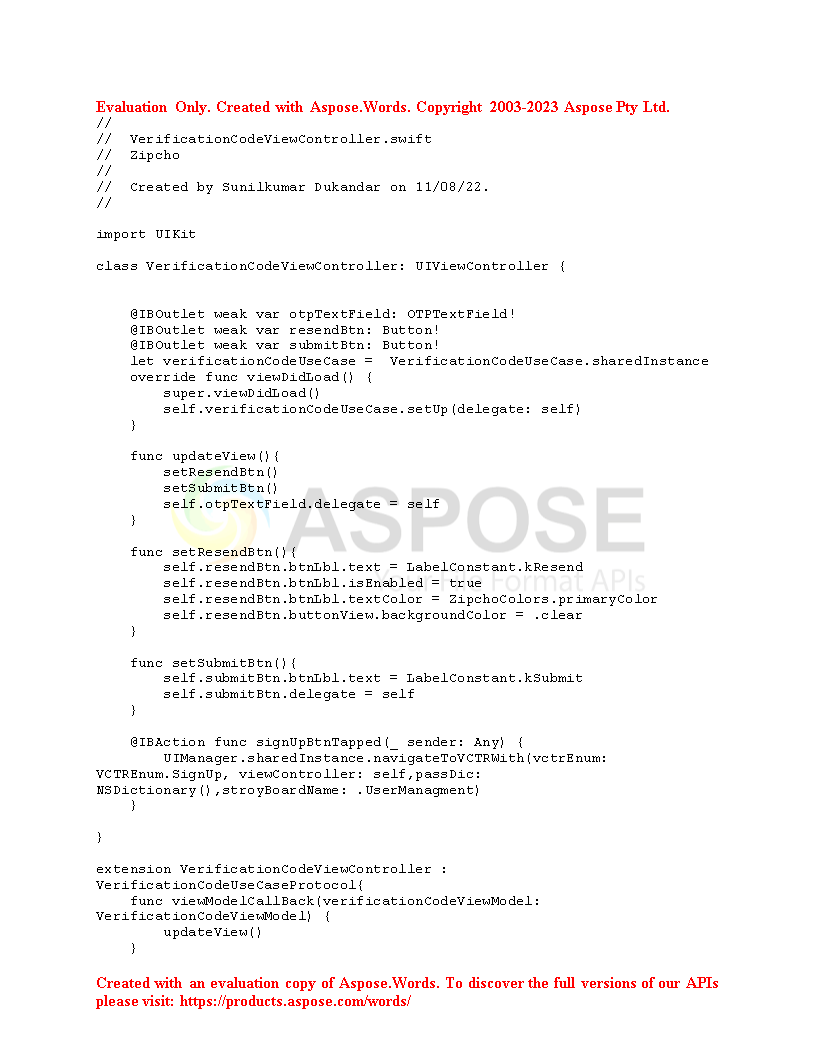 Evaluation Only. Created with Aspose.Words. Copyright 2003-2023 Aspose Pty Ltd.
//
//  VerificationCodeViewController.swift
//  Zipcho
//
//  Created by Sunilkumar Dukandar on 11/08/22.
//
import UIKit
class VerificationCodeViewController: UIViewController {
    @IBOutlet weak var otpTextField: OTPTextField!
    @IBOutlet weak var resendBtn: Button!
    @IBOutlet weak var submitBtn: Button!
    let verificationCodeUseCase =  VerificationCodeUseCase.sharedInstance
    override func viewDidLoad() {
        super.viewDidLoad()
        self.verificationCodeUseCase.setUp(delegate: self)
    }
    func updateView(){
        setResendBtn()
        setSubmitBtn()
        self.otpTextField.delegate = self
    }
ASPOSE
    func setResendBtn(){
        self.resendBtn.btnLbl.text = LabelConstant.kResend
        self.resendBtn.btnLbl.isEnabled = true
Your File Format APIs
        self.resendBtn.btnLbl.textColor = ZipchoColors.primaryColor
        self.resendBtn.buttonView.backgroundColor = .clear
    }
    func setSubmitBtn(){
        self.submitBtn.btnLbl.text = LabelConstant.kSubmit
        self.submitBtn.delegate = self
    }
    @IBAction func signUpBtnTapped(_ sender: Any) {
        UIManager.sharedInstance.navigateToVCTRWith(vctrEnum:
VCTREnum.SignUp, viewController: self,passDic:
NSDictionary(),stroyBoardName: .UserManagment)
    }
}
extension VerificationCodeViewController :
VerificationCodeUseCaseProtocol{
    func viewModelCallBack(verificationCodeViewModel:
VerificationCodeViewModel) {
        updateView()
    }
Created with an evaluation copy of Aspose.Words. To discover the full versions of our APIs
please visit: https://products.aspose.com/words/